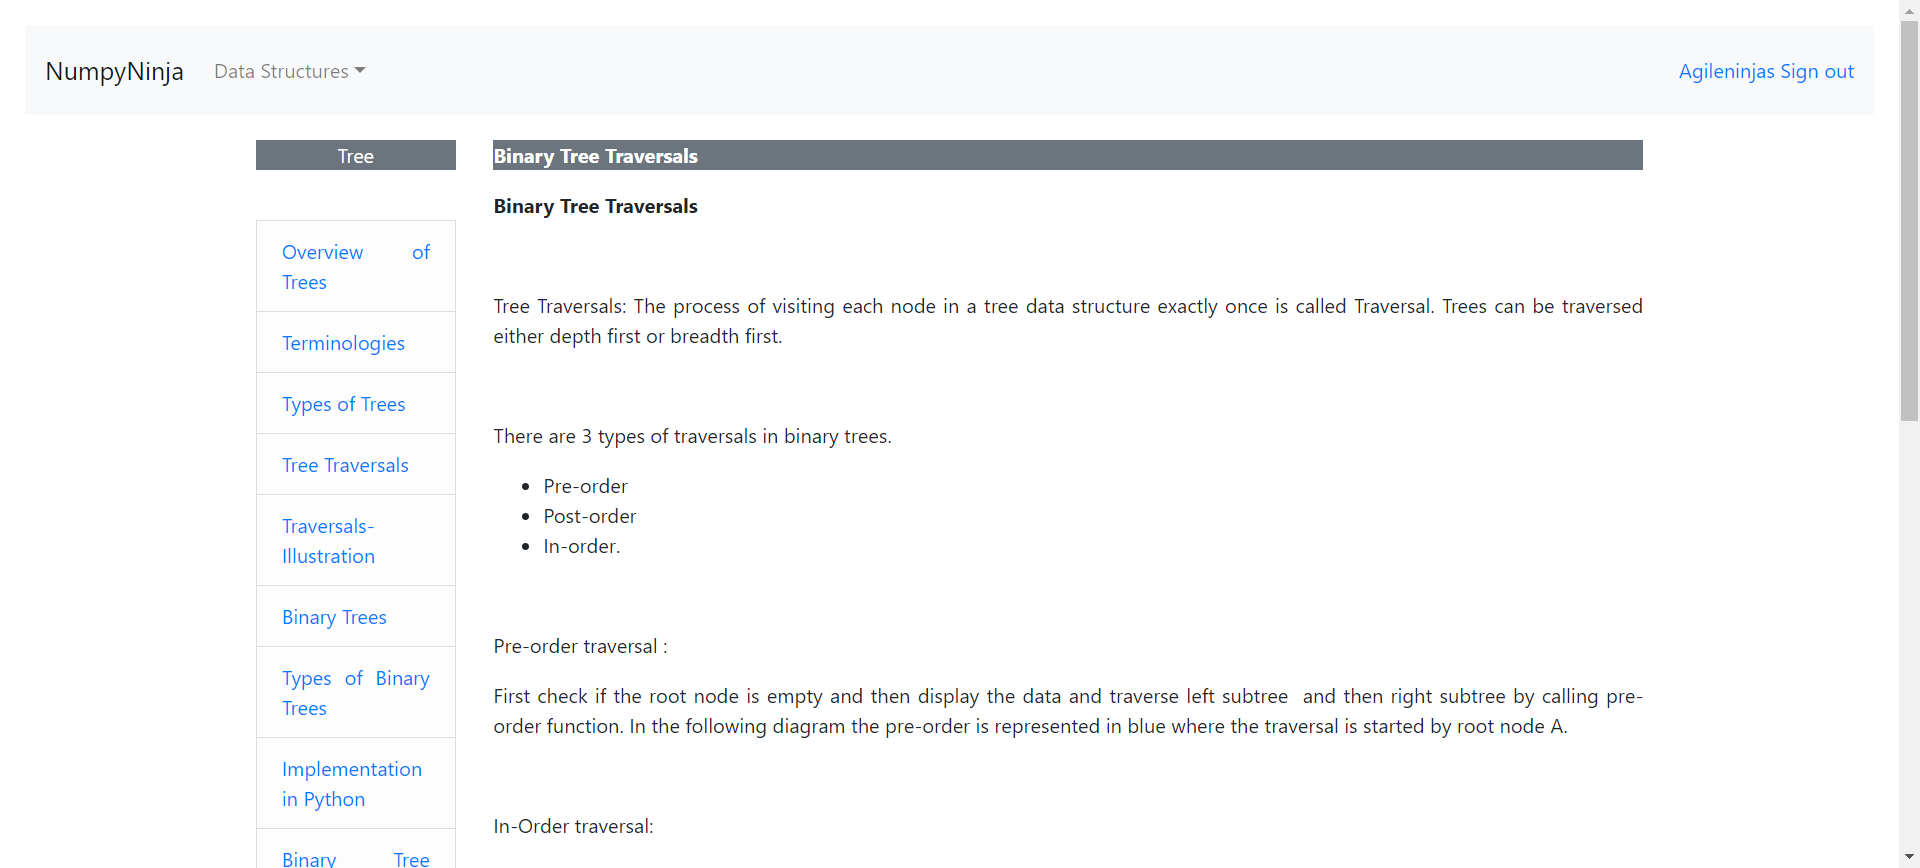 NumpyNinja
Data Structures
Agileninjas Sign out
Tree
Overview of
Trees
Terminologies
Types of Trees
Tree Traversals
Traversals-
Illustration
Binary Trees
Types of Binary
Trees
Implementation
in Python
Binary Tree
Binary Tree Traversals
Binary Tree Traversals
Tree Traversals: The process of visiting each node in a tree data structure exactly once is called Traversal. Trees can be traversed
either depth first or breadth first.
There are 3 types of traversals in binary trees.
Pre-order
Post-order
In-order.
Pre-order traversal :
First check if the root node is empty and then display the data and traverse left subtree  and then right subtree by calling pre-
order function. In the following diagram the pre-order is represented in blue where the traversal is started by root node A.
In-Order traversal: